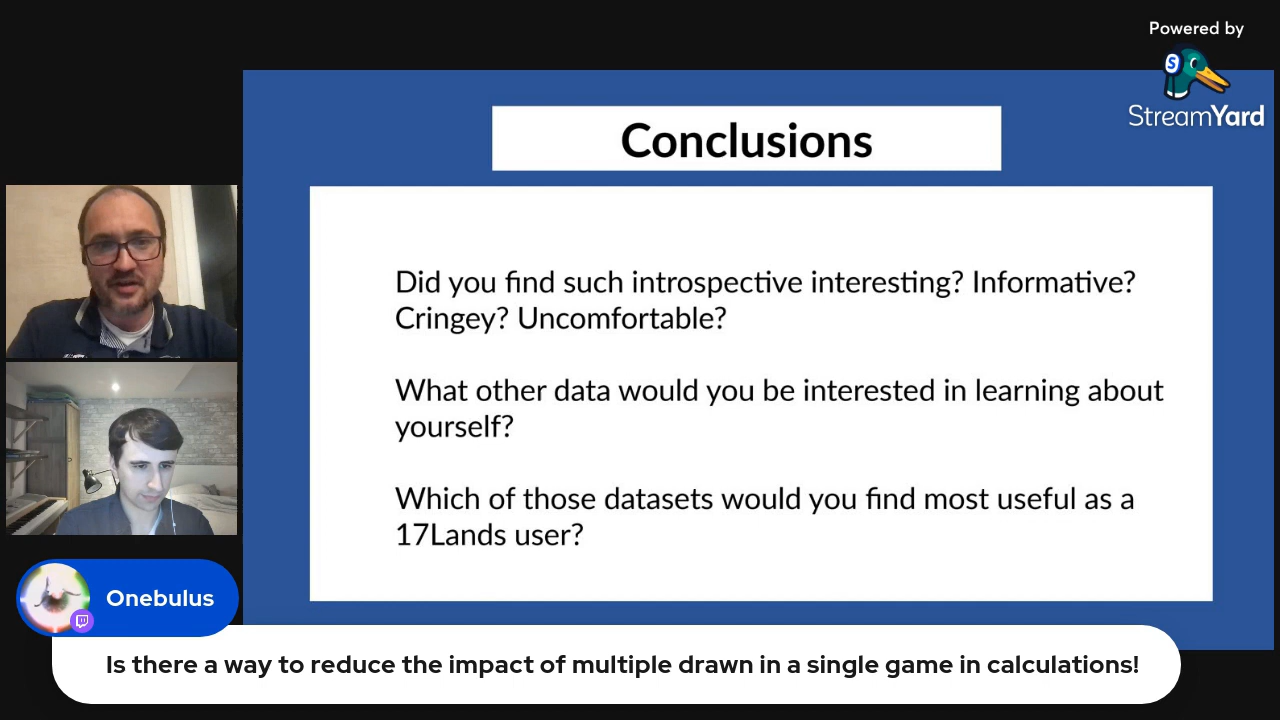 Powered by
StreamYard
Conclusions
Did you find such introspective interesting? Informative?
Cringey? Uncomfortable?
What other data would you be interested in learning about
yourself?
Which of those datasets would you find most useful as a
17Lands user?
Onebulus
Is there a way to reduce the impact of multiple drawn in a single game in calculations!